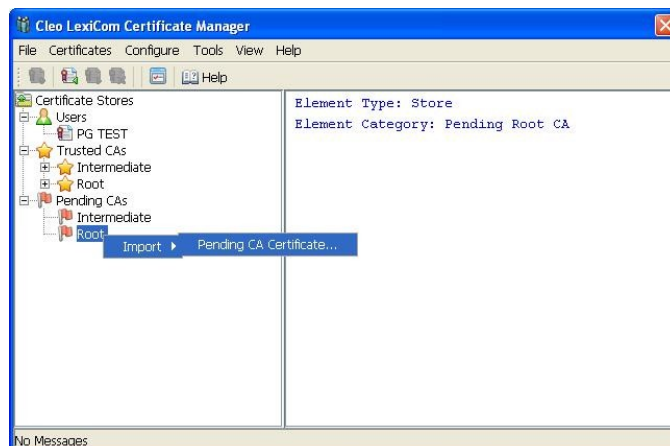 Cleo LexiCom Certificate Manager
File Certificates Configure Tools View Help
Help
Certificate Stores
Users
PG TEST
Trusted CAs
Intermediate
Root
Pending CAs
Intermediate
Root
Import
Pending CA Certificate...
Element Type: Store
Element Category: Pending Root CA
No Messages